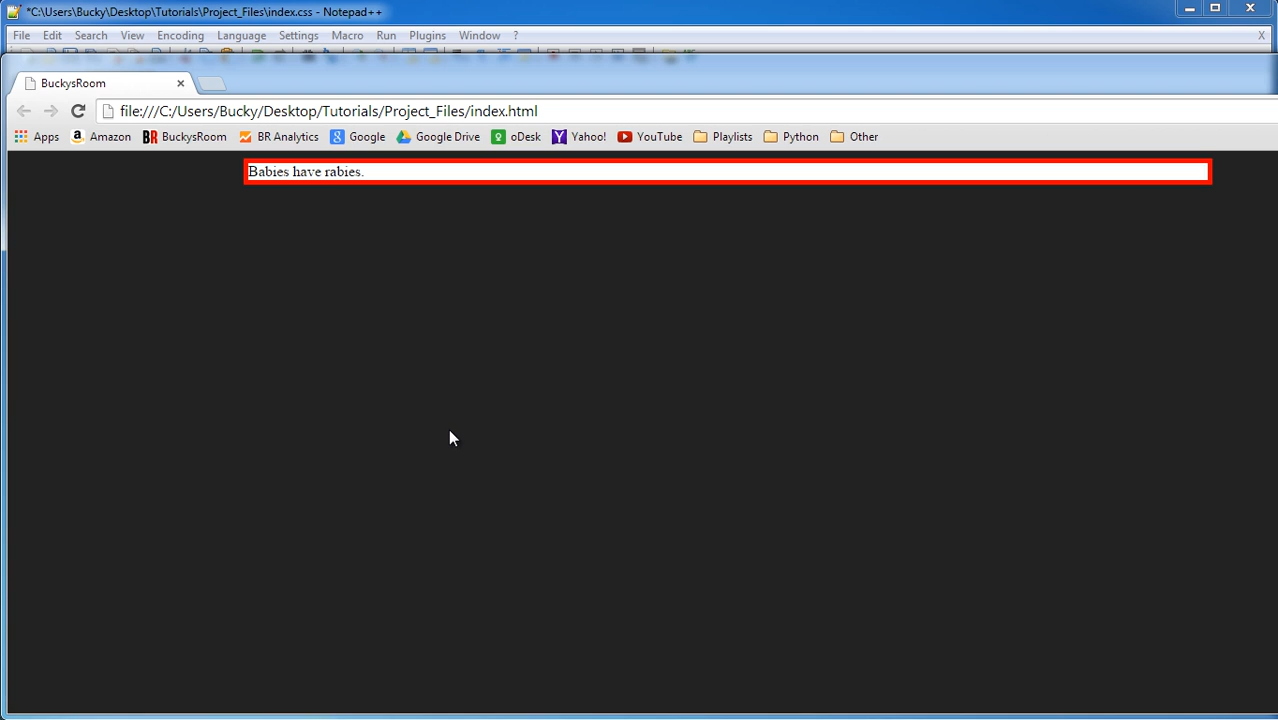 *C:\Users\Bucky\Desktop\Tutorials\Project_Files\index.css - Notepad++
File Edit Search View Encoding Language Settings Macro Run Plugins Window ? X
BuckysRoom
file:///C:/Users/Bucky/Desktop/Tutorials/Project_Files/index.html
Apps Amazon BuckysRoom BR Analytics Google Google Drive oDesk Yahoo! YouTube Playlists Python Other
Babies have rabies.